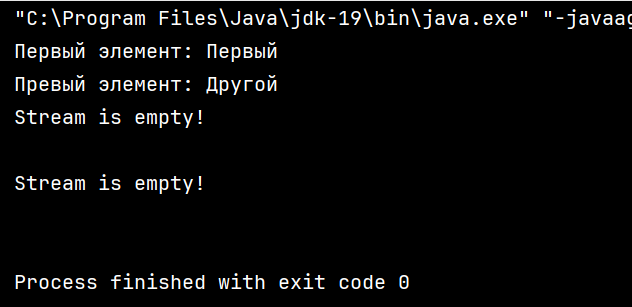 "C:\Program Files\Java\jdk-19\bin\java.exe" "-javaag
Первый элемент: Первый
Превый элемент: Другой
Stream is empty!
Stream is empty!
Process finished with exit code 0